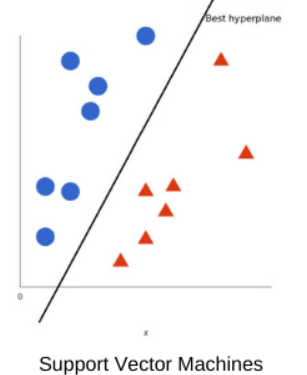 Best hyperplane
0
x
Support Vector Machines